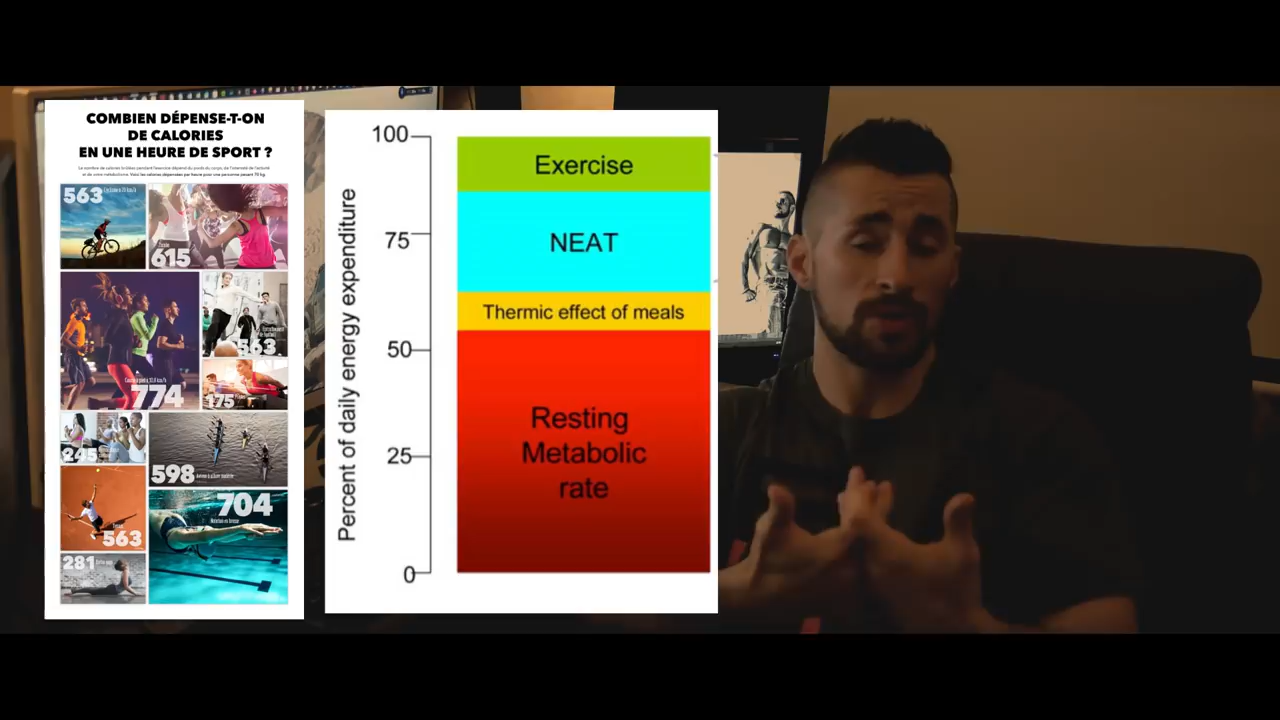 COMBIEN DÉPENSE-T-ON
DE CALORIES
EN UNE HEURE DE SPORT ?
563
615
774
563
175
245
598
563
704
281
100
75
50
25
0
Percent of daily energy expenditure
Exercise
NEAT
Thermic effect of meals
Resting
Metabolic
rate